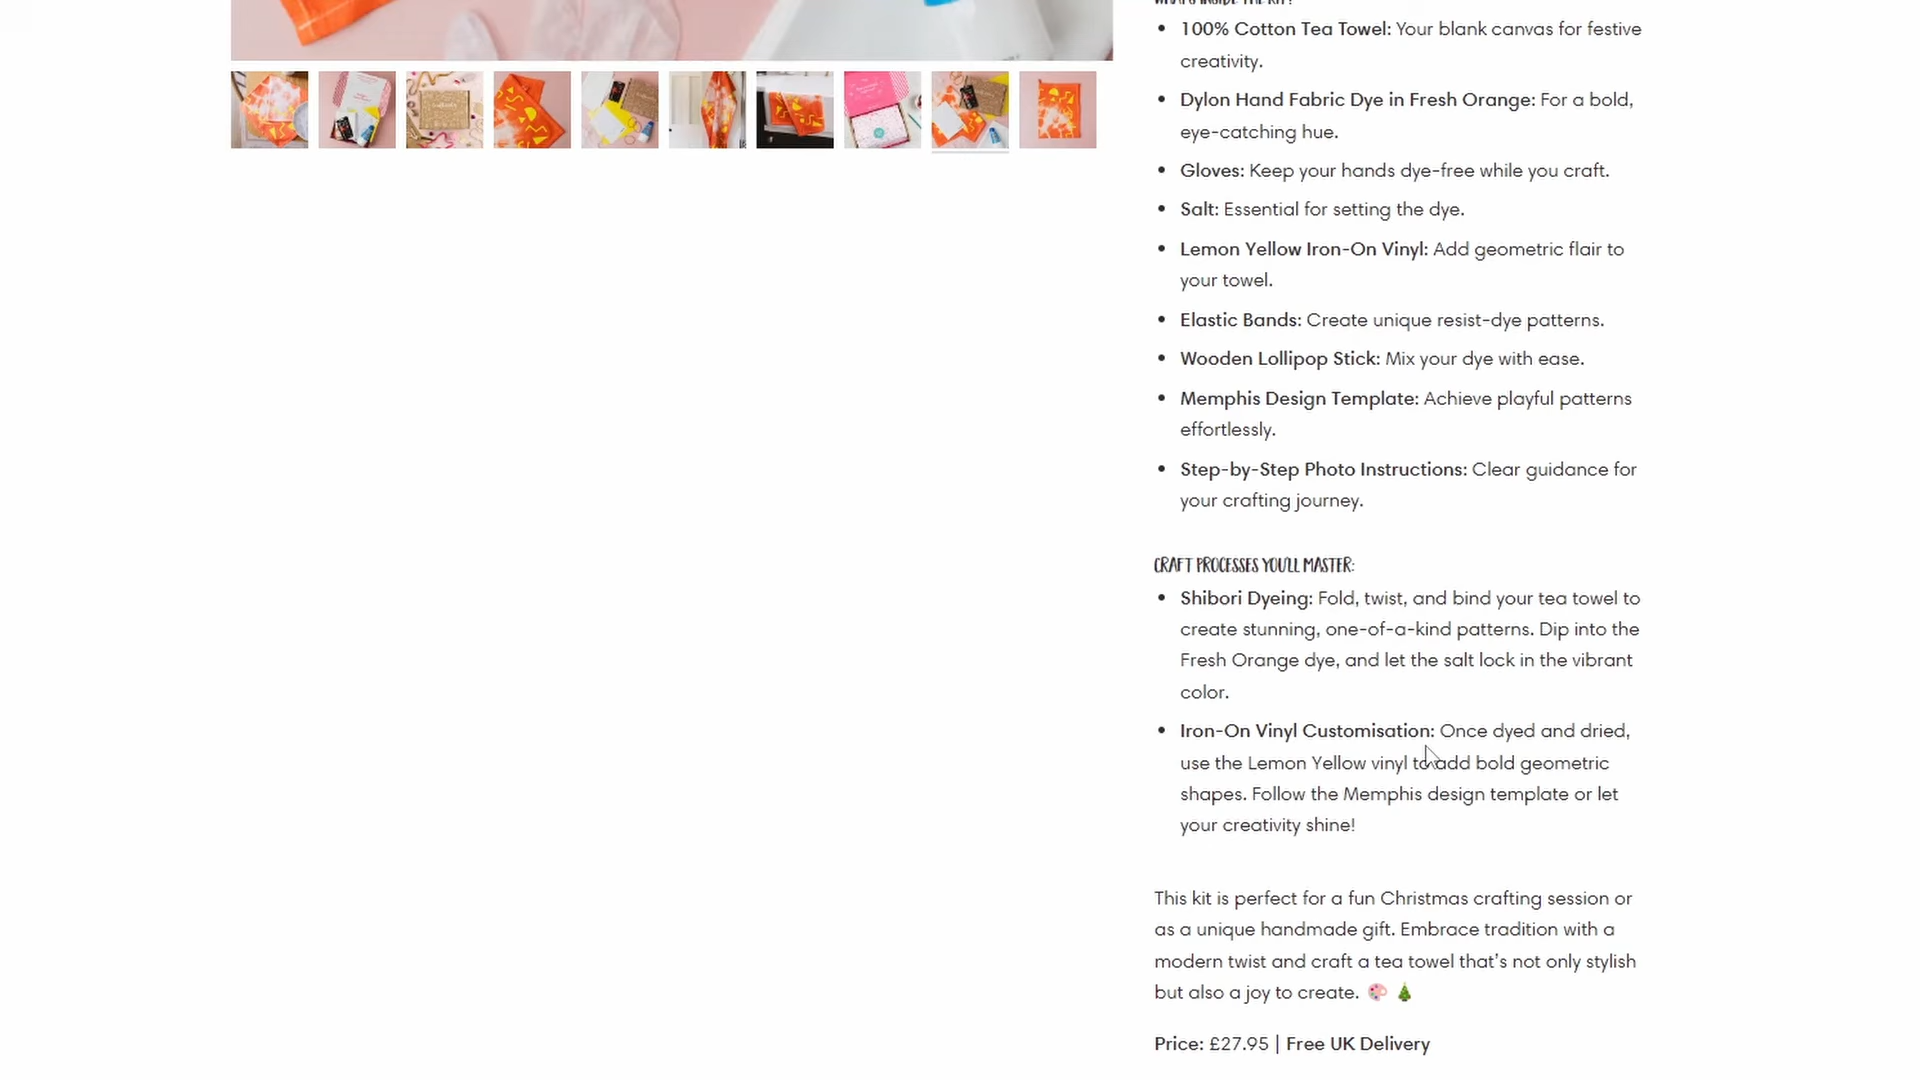 WHAT'S INSIDE THE KIT?
• 100% Cotton Tea Towel: Your blank canvas for festive
creativity.
• Dylon Hand Fabric Dye in Fresh Orange: For a bold,
eye-catching hue.
• Gloves: Keep your hands dye-free while you craft.
• Salt: Essential for setting the dye.
• Lemon Yellow Iron-On Vinyl: Add geometric flair to
your towel.
• Elastic Bands: Create unique resist-dye patterns.
• Wooden Lollipop Stick: Mix your dye with ease.
• Memphis Design Template: Achieve playful patterns
effortlessly.
• Step-by-Step Photo Instructions: Clear guidance for
your crafting journey.
CRAFT PROCESSES YOU'LL MASTER:
• Shibori Dyeing: Fold, twist, and bind your tea towel to
create stunning, one-of-a-kind patterns. Dip into the
Fresh Orange dye, and let the salt lock in the vibrant
color.
• Iron-On Vinyl Customisation: Once dyed and dried,
use the Lemon Yellow vinyl to add bold geometric
shapes. Follow the Memphis design template or let
your creativity shine!
This kit is perfect for a fun Christmas crafting session or
as a unique handmade gift. Embrace tradition with a
modern twist and craft a tea towel that's not only stylish
but also a joy to create. 🎨 🎄
Price: £27.95 | Free UK Delivery